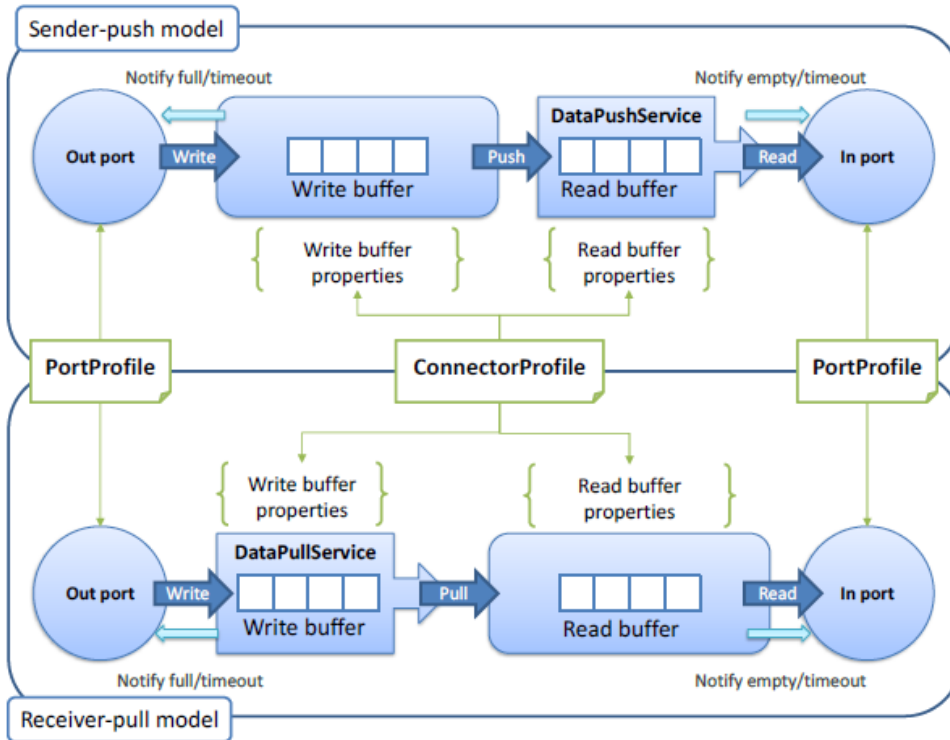 Sender-push model
Notify full/timeout
Notify empty/timeout
DataPushService
Out port
Write
Push
Read
In port
Write buffer
Read buffer
Write buffer
properties
Read buffer
properties
PortProfile
ConnectorProfile
PortProfile
Write buffer
properties
Read buffer
properties
DataPullService
Out port
Write
Pull
Read
In port
Write buffer
Read buffer
Notify full/timeout
Notify empty/timeout
Receiver-pull model